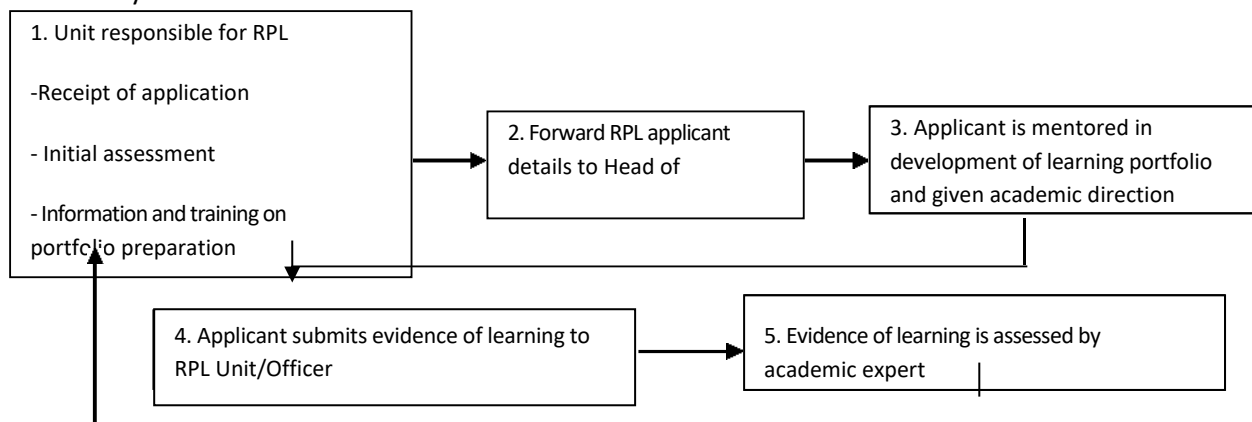 1. Unit responsible for RPL
-Receipt of application
- Initial assessment
- Information and training on
portfolio preparation
2. Forward RPL applicant
details to Head of
3. Applicant is mentored in
development of learning portfolio
and given academic direction
4. Applicant submits evidence of learning to
RPL Unit/Officer
5. Evidence of learning is assessed by
academic expert